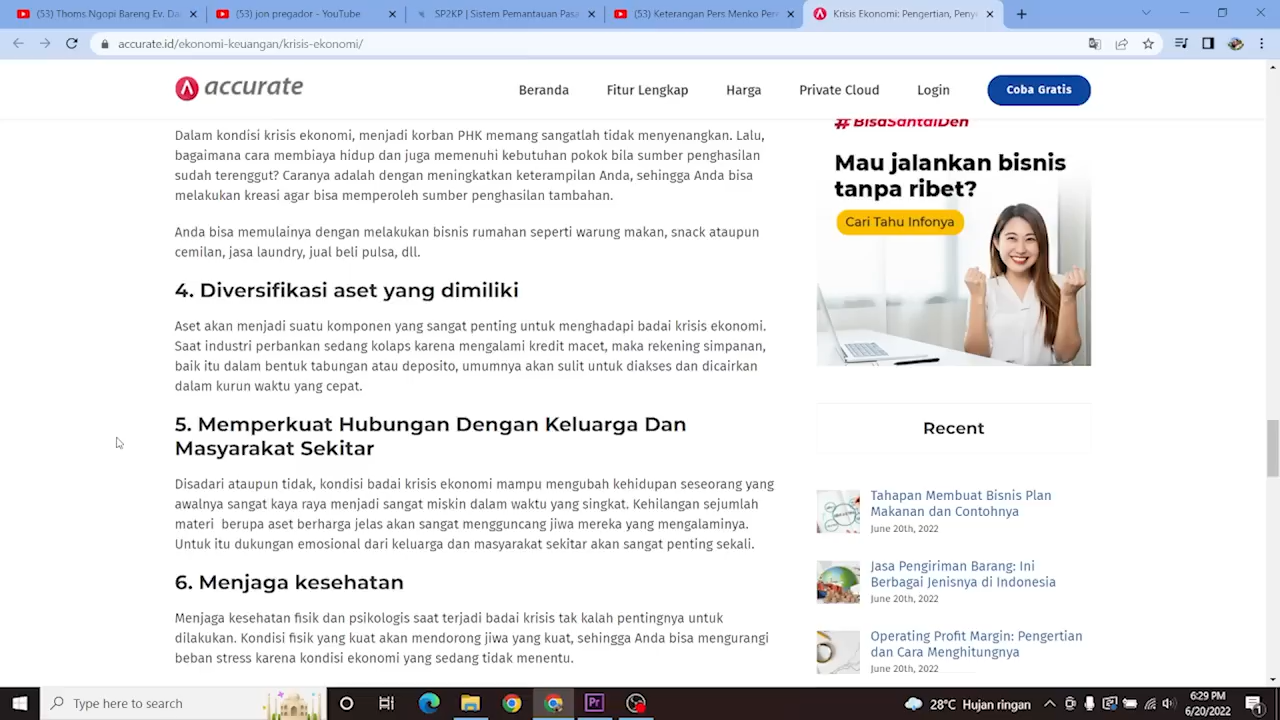 (53) Thoms Ngopi Bareng Ev. Da
(53) don pregador - YouTube
SP2KP | Sistem Pemantauan Pasa
(53) Keterangan Pers Menko Per
Krisis Ekonomi: Pengertian, Peny
accurate.id/ekonomi-keuangan/krisis-ekonomi/
accurate
Beranda
Fitur Lengkap
Harga
Private Cloud
Login
Coba Gratis
Dalam kondisi krisis ekonomi, menjadi korban PHK memang sangatlah tidak menyenangkan. Lalu,
bagaimana cara membiaya hidup dan juga memenuhi kebutuhan pokok bila sumber penghasilan
sudah terenggut? Caranya adalah dengan meningkatkan keterampilan Anda, sehingga Anda bisa
melakukan kreasi agar bisa memperoleh sumber penghasilan tambahan.
Anda bisa memulainya dengan melakukan bisnis rumahan seperti warung makan, snack ataupun
cemilan, jasa laundry, jual beli pulsa, dll.
4. Diversifikasi aset yang dimiliki
Aset akan menjadi suatu komponen yang sangat penting untuk menghadapi badai krisis ekonomi.
Saat industri perbankan sedang kolaps karena mengalami kredit macet, maka rekening simpanan,
baik itu dalam bentuk tabungan atau deposito, umumnya akan sulit untuk diakses dan dicairkan
dalam kurun waktu yang cepat.
5. Memperkuat Hubungan Dengan Keluarga Dan
Masyarakat Sekitar
Disadari ataupun tidak, kondisi badai krisis ekonomi mampu mengubah kehidupan seseorang yang
awalnya sangat kaya raya menjadi sangat miskin dalam waktu yang singkat. Kehilangan sejumlah
materi berupa aset berharga jelas akan sangat mengguncang jiwa mereka yang mengalaminya.
Untuk itu dukungan emosional dari keluarga dan masyarakat sekitar akan sangat penting sekali.
6. Menjaga kesehatan
Menjaga kesehatan fisik dan psikologis saat terjadi badai krisis tak kalah pentingnya untuk
dilakukan. Kondisi fisik yang kuat akan mendorong jiwa yang kuat, sehingga Anda bisa mengurangi
beban stress karena kondisi ekonomi yang sedang tidak menentu.
#BisaSantaiDen
Mau jalankan bisnis
tanpa ribet?
Cari Tahu Infonya
Recent
Tahapan Membuat Bisnis Plan
Makanan dan Contohnya
June 20th, 2022
Jasa Pengiriman Barang: Ini
Berbagai Jenisnya di Indonesia
June 20th, 2022
Operating Profit Margin: Pengertian
dan Cara Menghitungnya
June 20th, 2022
Type here to search
Pr
28°C Hujan ringan
6:29 PM
6/20/2022
1